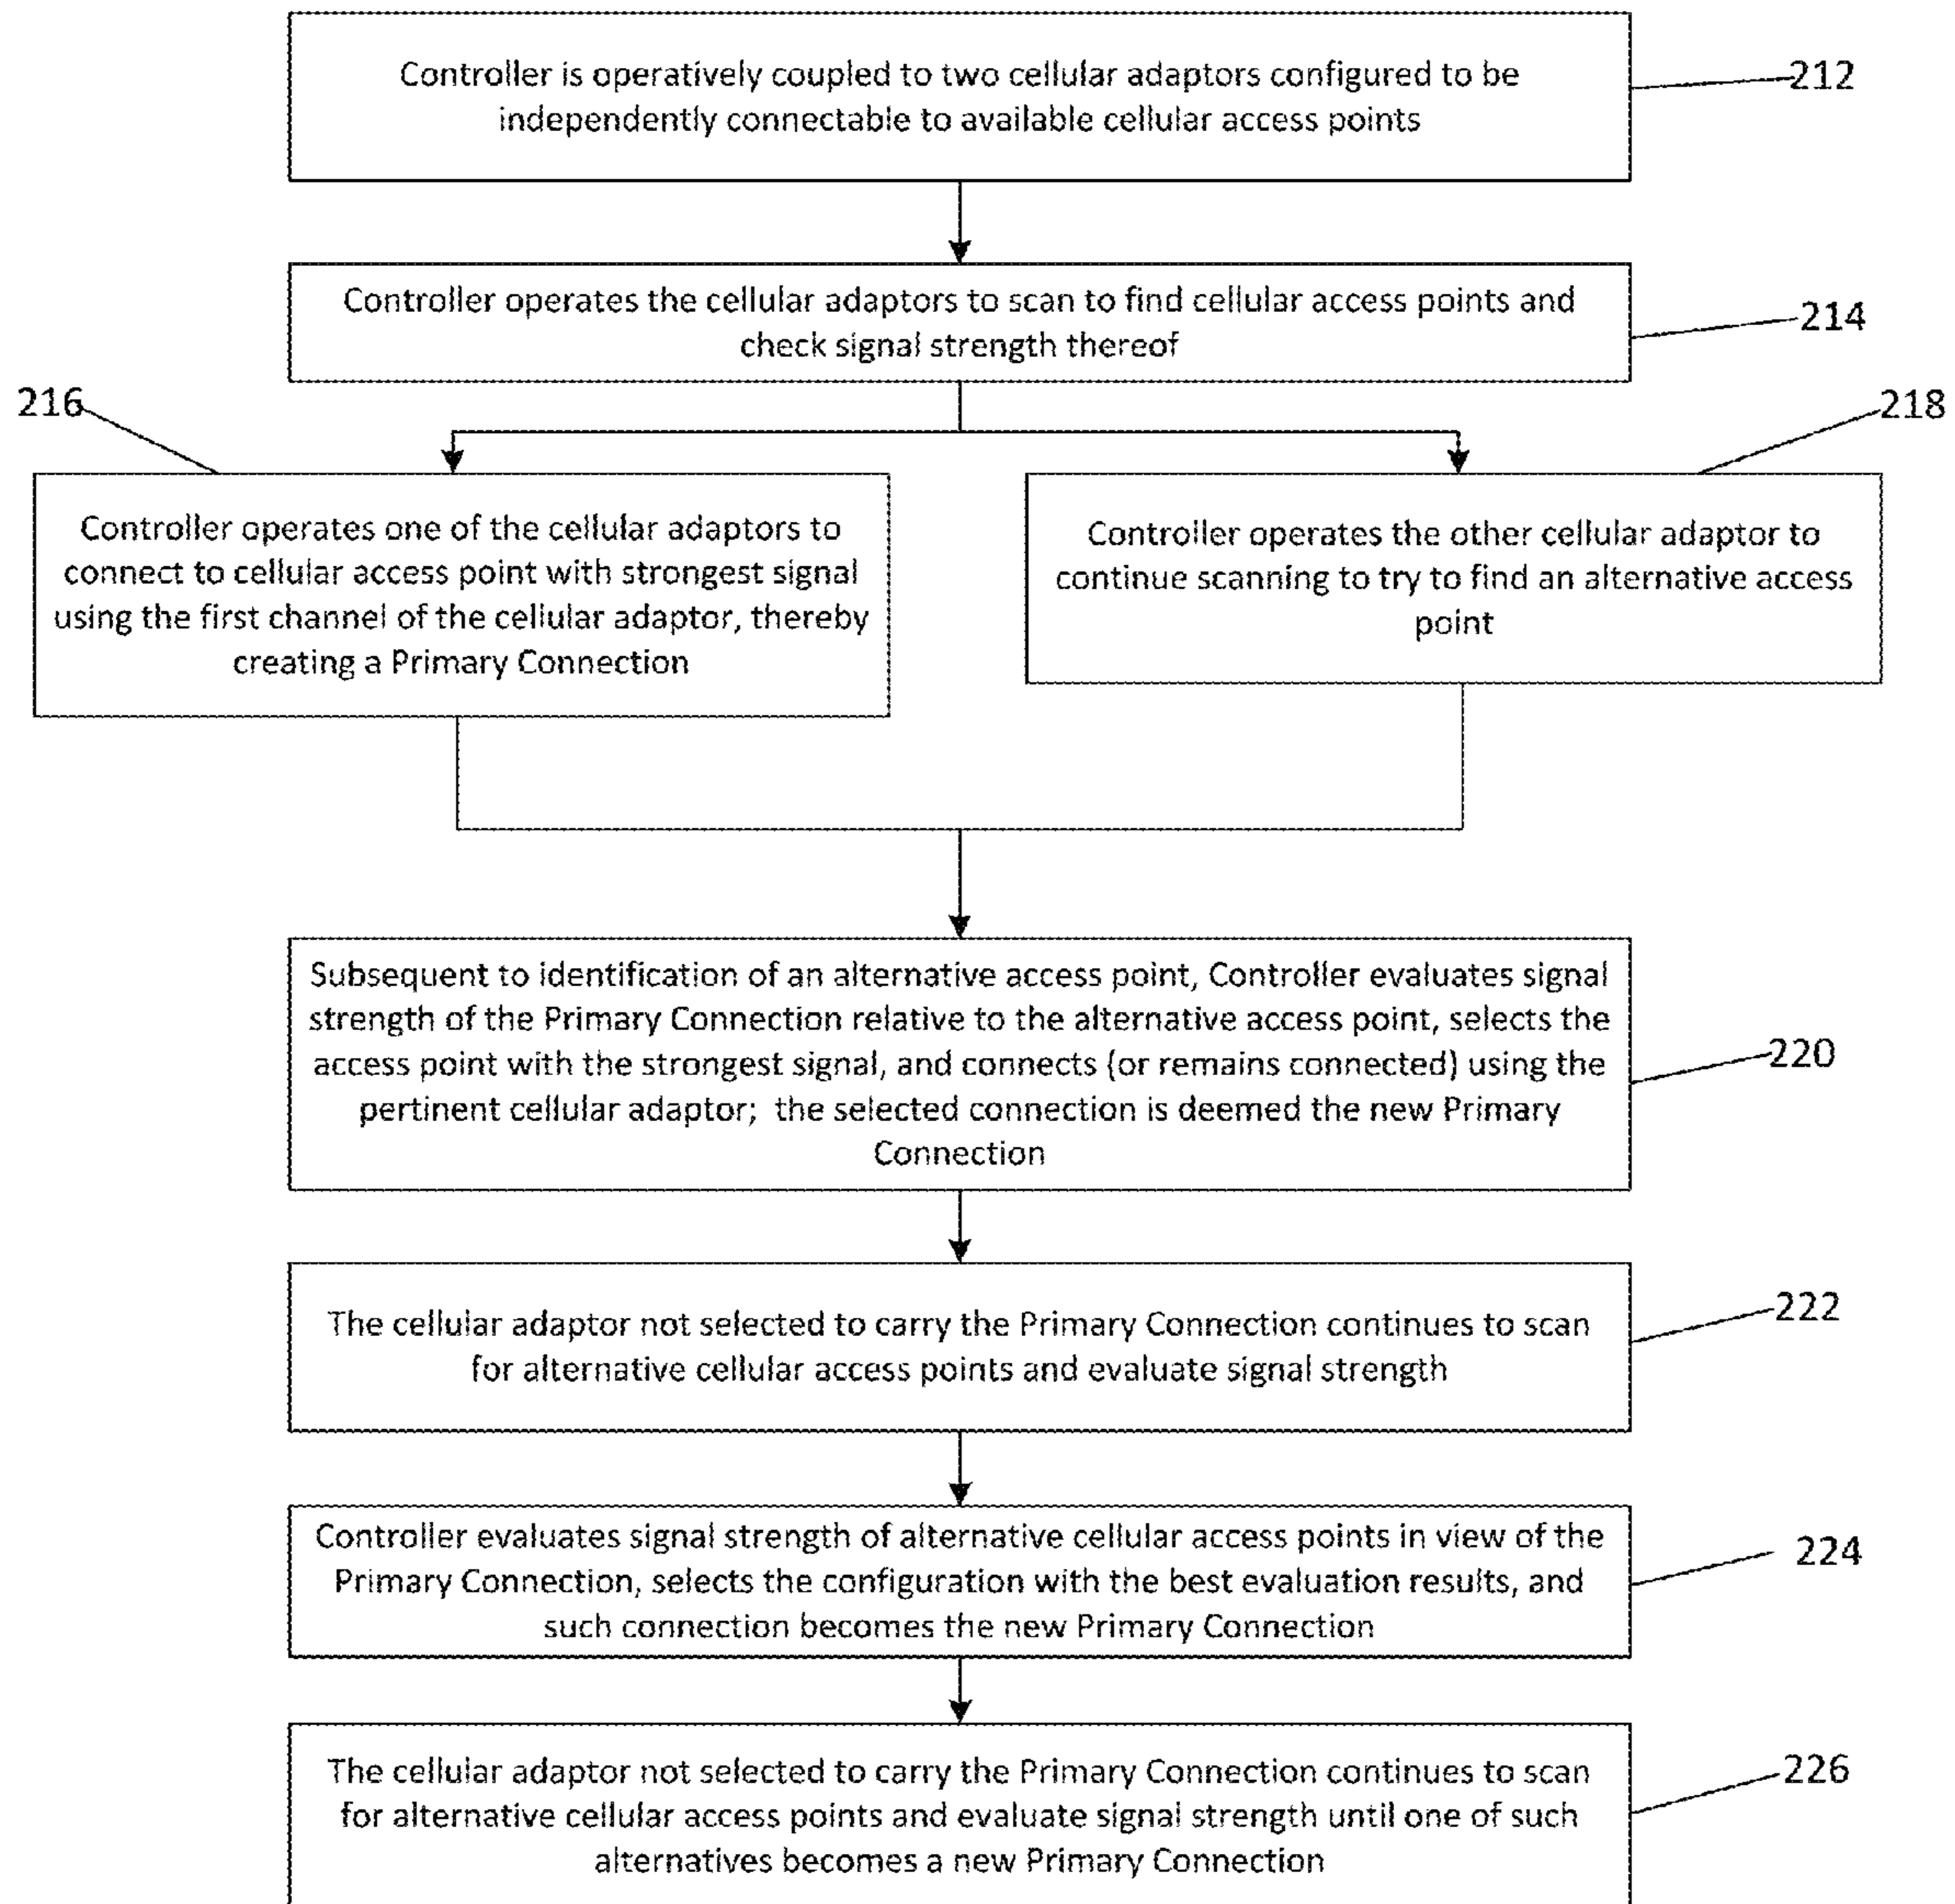 Controller is operatively coupled to two cellular adaptors configured to be
independently connectable to available cellular access points
212
Controller operates the cellular adaptors to scan to find cellular access points and
check signal strength thereof
214
216
218
Controller operates one of the cellular adaptors to
connect to cellular access point with strongest signal
using the first channel of the cellular adaptor, thereby
creating a Primary Connection
Controller operates the other cellular adaptor to
continue scanning to try to find an alternative access
point
Subsequent to identification of an alternative access point, Controller evaluates signal
strength of the Primary Connection relative to the alternative access point, selects the
access point with the strongest signal, and connects (or remains connected) using the
pertinent cellular adaptor; the selected connection is deemed the new Primary
Connection
220
The cellular adaptor not selected to carry the Primary Connection continues to scan
for alternative cellular access points and evaluate signal strength
222
Controller evaluates signal strength of alternative cellular access points in view of the
Primary Connection, selects the configuration with the best evaluation results, and
such connection becomes the new Primary Connection
224
The cellular adaptor not selected to carry the Primary Connection continues to scan
for alternative cellular access points and evaluate signal strength until one of such
alternatives becomes a new Primary Connection
226